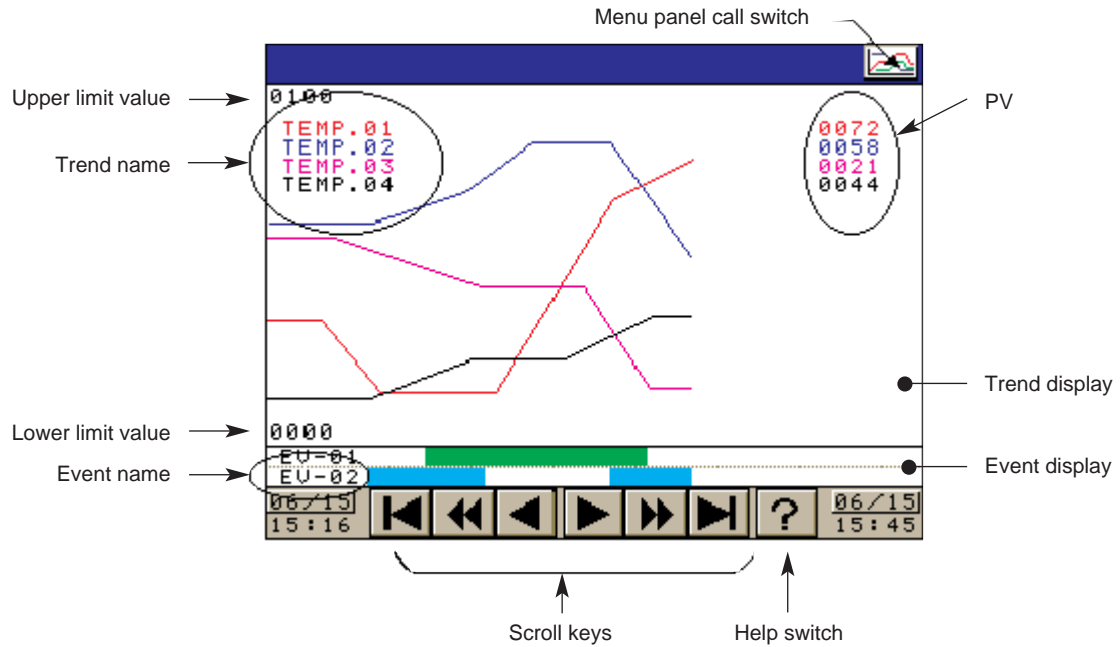 Menu panel call switch
Upper limit value
0100
PV
TEMP.01
0072
TEMP.02
0058
Trend name
TEMP.03
0021
TEMP.04
0044
Trend display
Lower limit value
0000
EV-01
Event name
EV-02
Event display
06/15
15:16
?
06/15
15:45
Scroll keys
Help switch